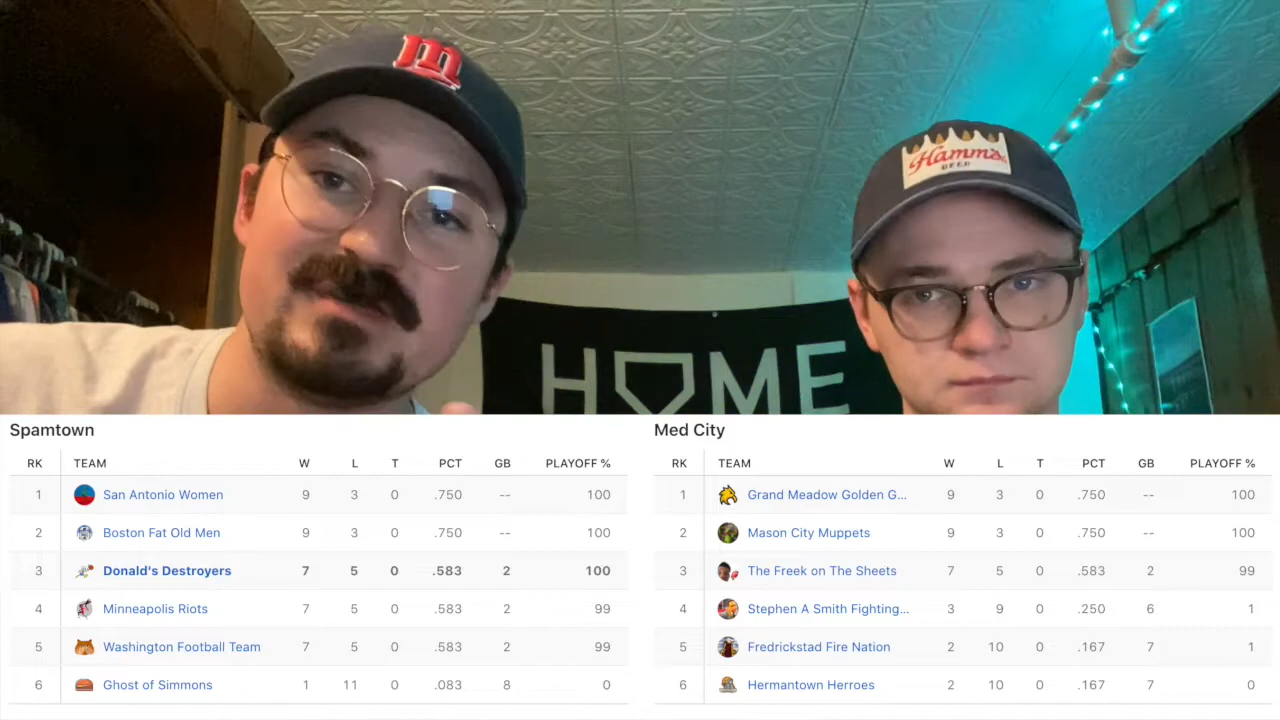 m
Hamm's
BEER
HOME
Spamtown
RK TEAM W L T PCT GB PLAYOFF %
1 San Antonio Women 9 3 0 .750 -- 100
2 Boston Fat Old Men 9 3 0 .750 -- 100
3 Donald's Destroyers 7 5 0 .583 2 100
4 Minneapolis Riots 7 5 0 .583 2 99
5 Washington Football Team 7 5 0 .583 2 99
6 Ghost of Simmons 1 11 0 .083 8 0
Med City
RK TEAM W L T PCT GB PLAYOFF %
1 Grand Meadow Golden G... 9 3 0 .750 -- 100
2 Mason City Muppets 9 3 0 .750 -- 100
3 The Freek on The Sheets 7 5 0 .583 2 99
4 Stephen A Smith Fighting... 3 9 0 .250 6 1
5 Fredrickstad Fire Nation 2 10 0 .167 7 1
6 Hermantown Herroes 2 10 0 .167 7 0